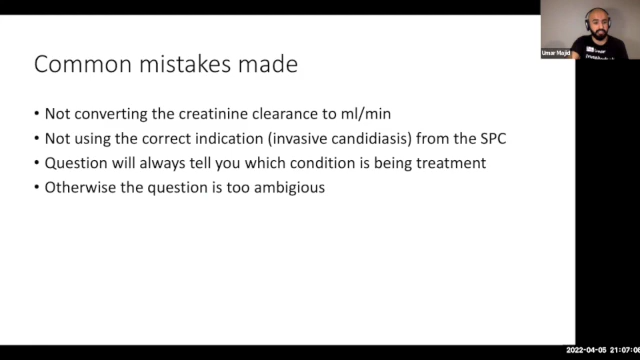 Umar Majid
Common mistakes made
• Not converting the creatinine clearance to ml/min
• Not using the correct indication (invasive candidiasis) from the SPC
• Question will always tell you which condition is being treatment
• Otherwise the question is too ambigious
2022-04-05 21:07:06